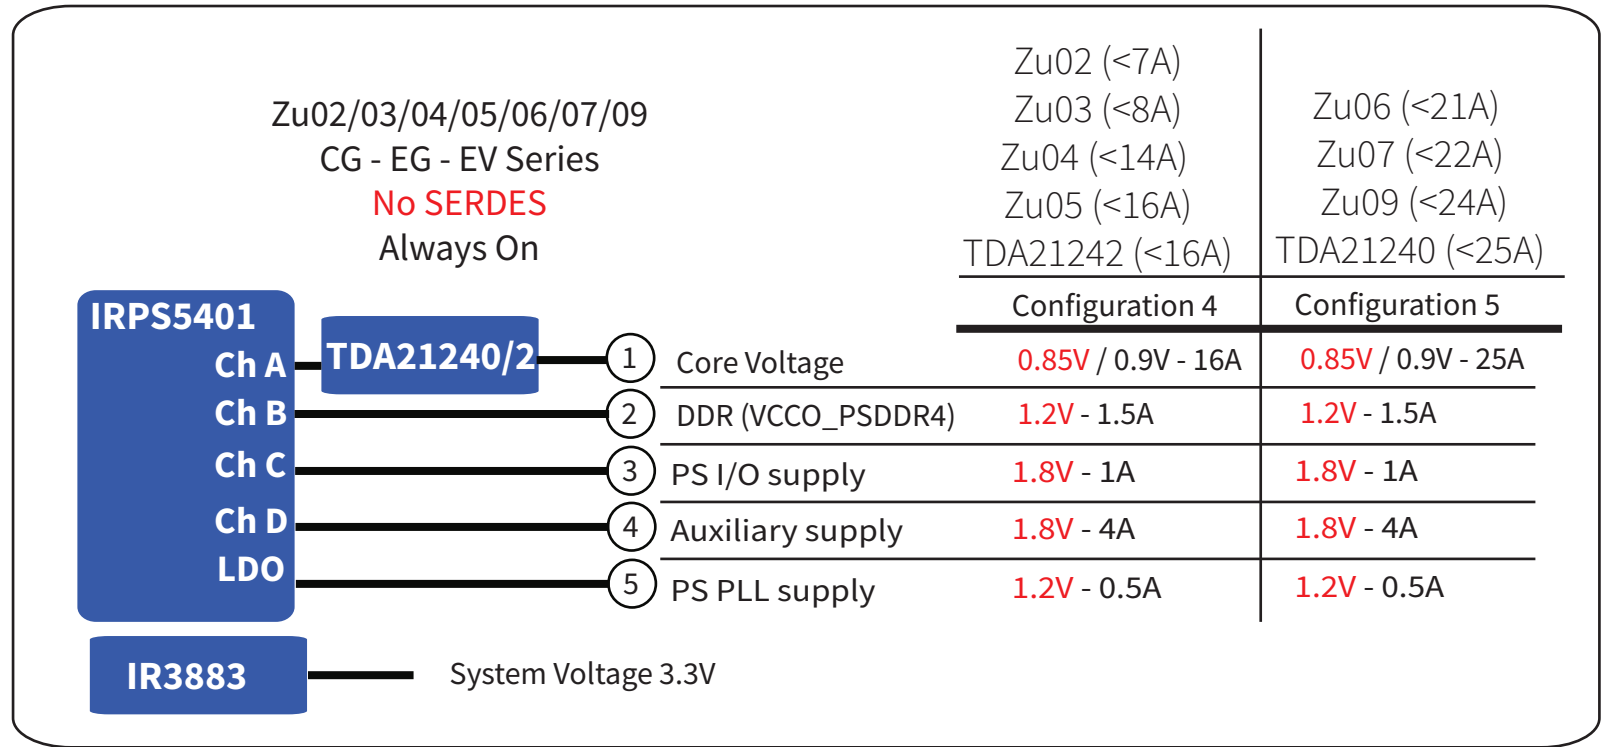 Zu02/03/04/05/06/07/09
CG - EG - EV Series
No SERDES
Always On
Zu02 (<7A)
Zu03 (<8A)
Zu04 (<14A)
Zu05 (<16A)
TDA21242 (<16A)
Zu06 (<21A)
Zu07 (<22A)
Zu09 (<24A)
TDA21240 (<25A)
Configuration 4 Configuration 5
IRPS5401
Ch A TDA21240/2 1 Core Voltage 0.85V / 0.9V - 16A 0.85V / 0.9V - 25A
Ch B 2 DDR (VCCO_PSDDR4) 1.2V - 1.5A 1.2V - 1.5A
Ch C 3 PS I/O supply 1.8V - 1A 1.8V - 1A
Ch D 4 Auxiliary supply 1.8V - 4A 1.8V - 4A
LDO 5 PS PLL supply 1.2V - 0.5A 1.2V - 0.5A
IR3883 System Voltage 3.3V